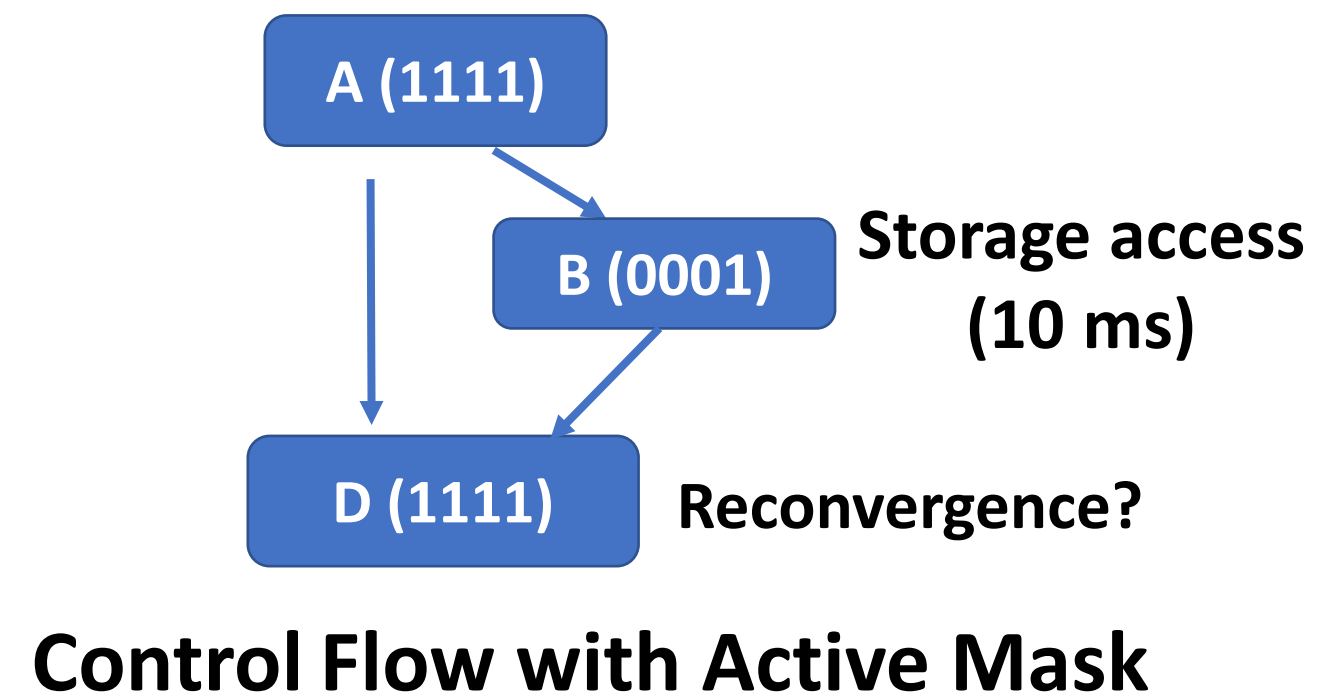 A (1111)
B (0001)
Storage access
(10 ms)
D (1111)
Reconvergence?
Control Flow with Active Mask